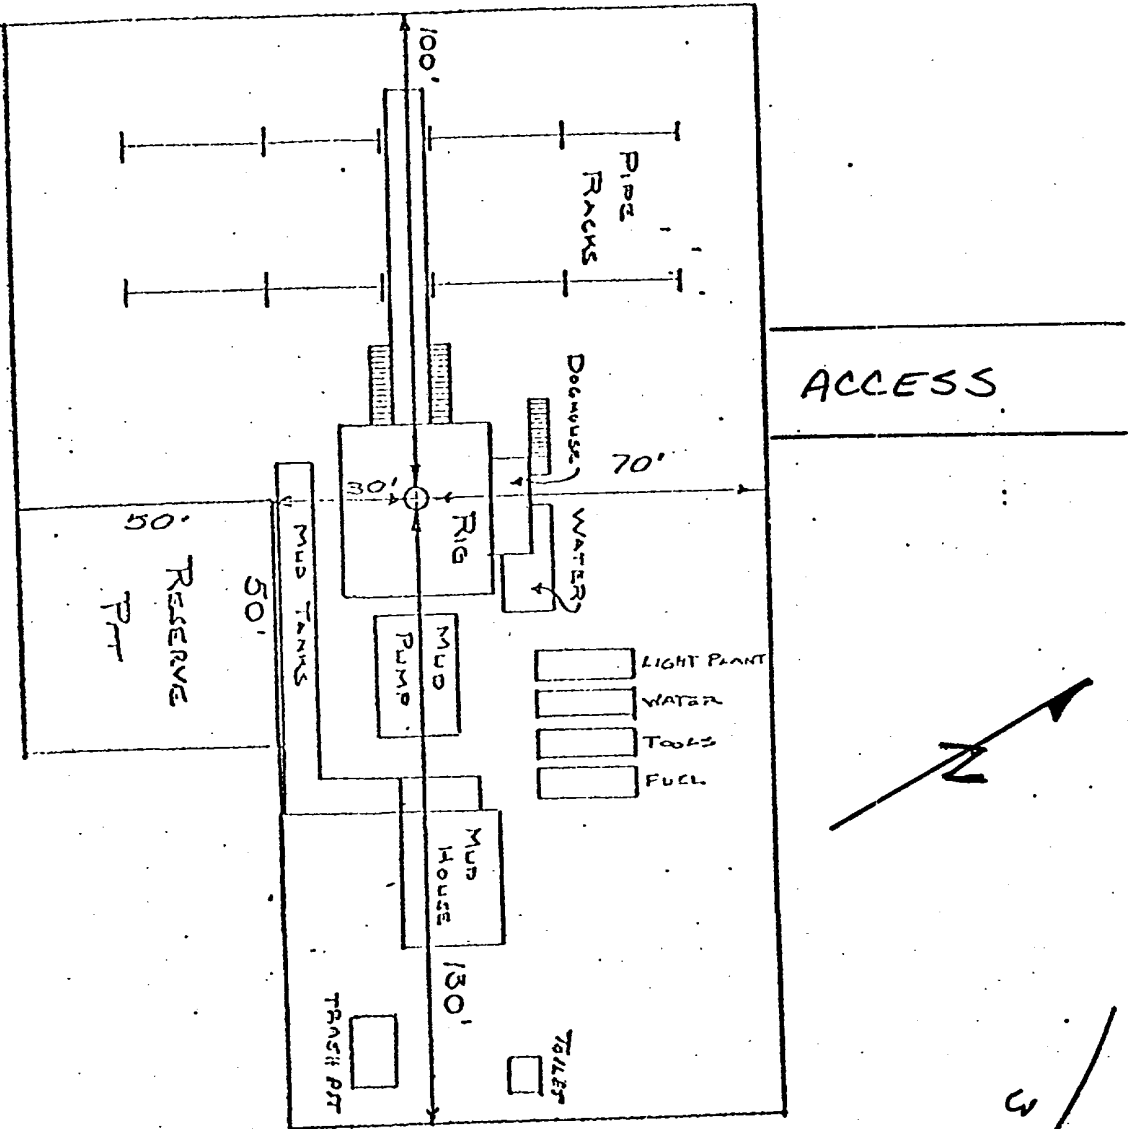 100'
PIPE
RACKS
ACCESS
DOGHOUSE
70'
30'
RIG
WATER
50'
50'
RESERVE
PIT
MUD TANKS
MUD
PUMP
LIGHT PLANT
WATER
TOOLS
FUEL
N
MUD
HOUSE
130'
TRASH PIT
TOILET
3